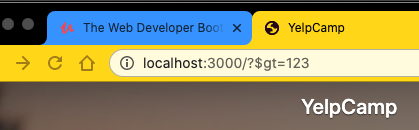 The Web Developer Boot
YelpCamp
localhost:3000/?$gt=123
YelpCamp